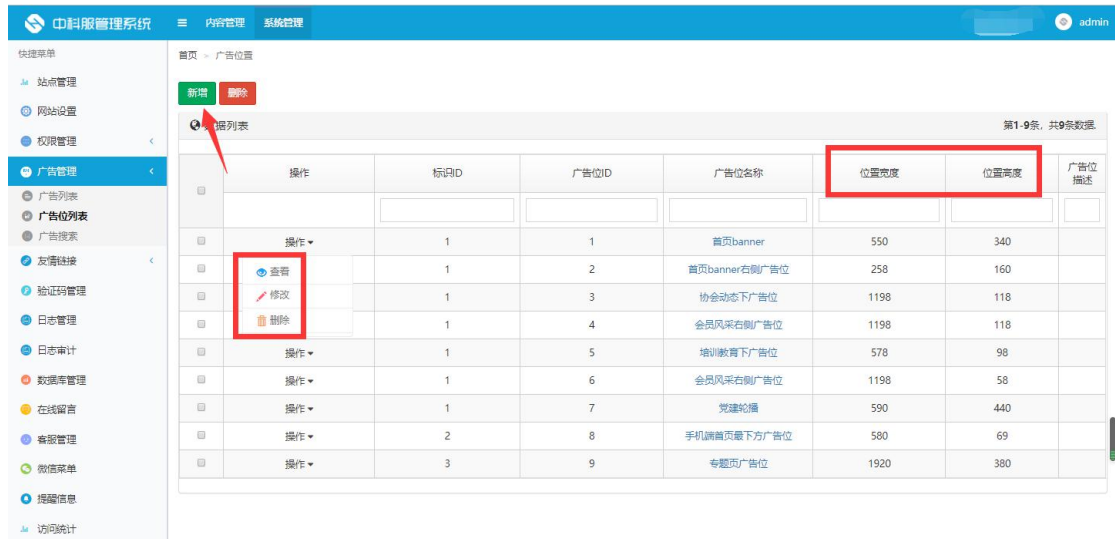 中科服管理系统 内容管理 系统管理 admin
快捷菜单
站点管理
网站设置
权限管理
广告管理
广告列表
广告位列表
广告搜索
友情链接
验证码管理
日志管理
日志审计
数据库管理
在线留言
客服管理
微信菜单
提醒信息
访问统计
首页 > 广告位置
新增 删除
数据列表 第1-9条, 共9条数据.
操作 标识ID 广告位ID 广告位名称 位置宽度 位置高度 广告位描述
操作 1 1 首页banner 550 340
查看 1 2 首页banner右侧广告位 258 160
修改 1 3 协会动态下广告位 1198 118
删除 1 4 会员风采右侧广告位 1198 118
操作 1 5 培训教育下广告位 578 98
操作 1 6 会员风采右侧广告位 1198 58
操作 1 7 党建轮播 590 440
操作 2 8 手机端首页最下方广告位 580 69
操作 3 9 专题页广告位 1920 380